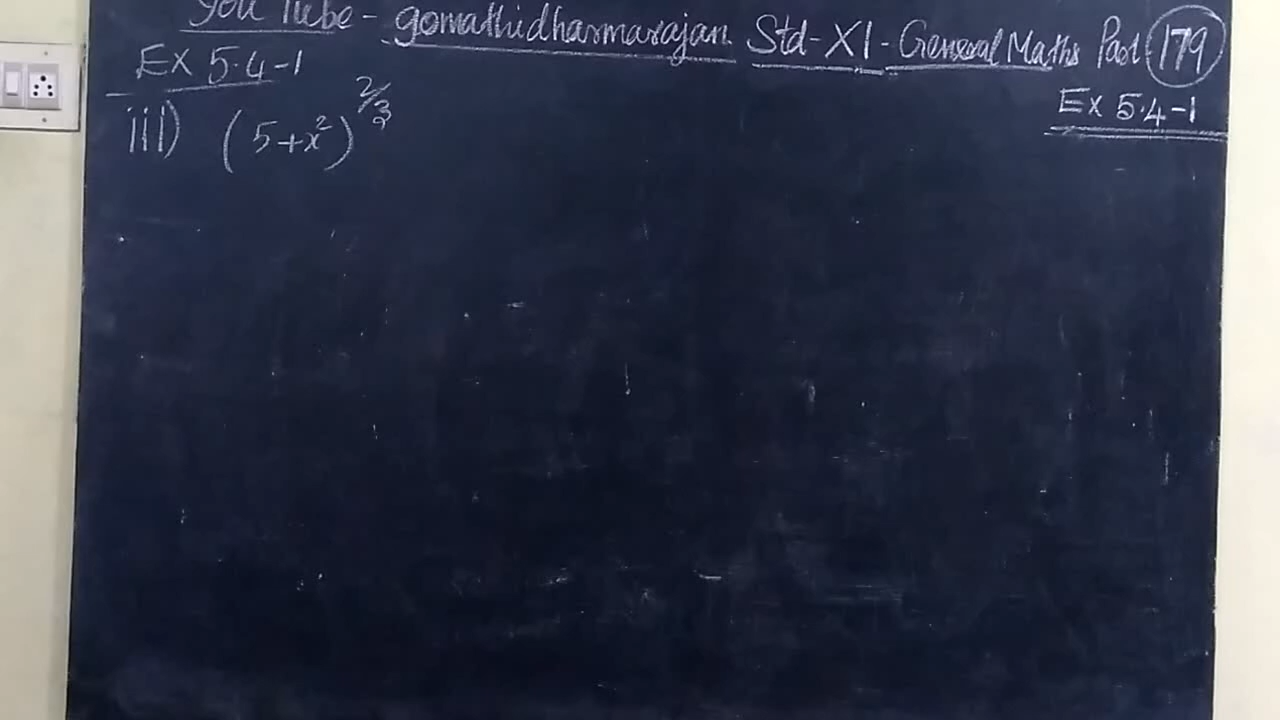 You Tube - gomathidharmarajan Std-XI - General Maths Part 179
Ex 5.4-1
Ex 5.4-1
iii) (5+x²)^2/3